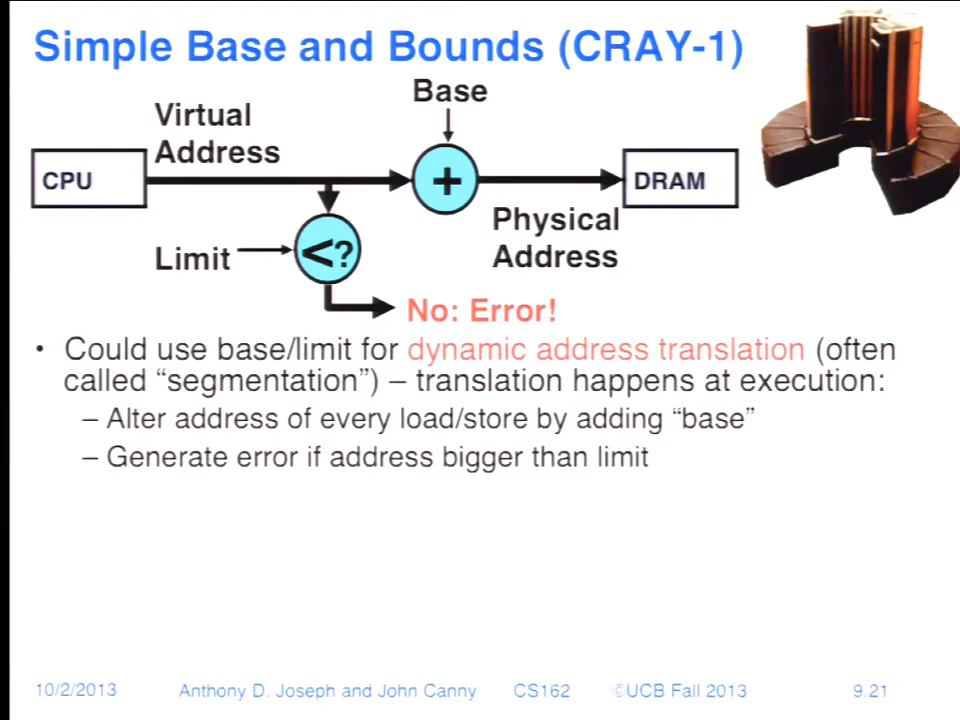 Simple Base and Bounds (CRAY-1)
Base
Virtual
Address
CPU
+
DRAM
Physical
Address
Limit
<?
No: Error!
• Could use base/limit for dynamic address translation (often
called “segmentation”) – translation happens at execution:
– Alter address of every load/store by adding “base”
– Generate error if address bigger than limit
10/2/2013 Anthony D. Joseph and John Canny CS162 ©UCB Fall 2013 9.21